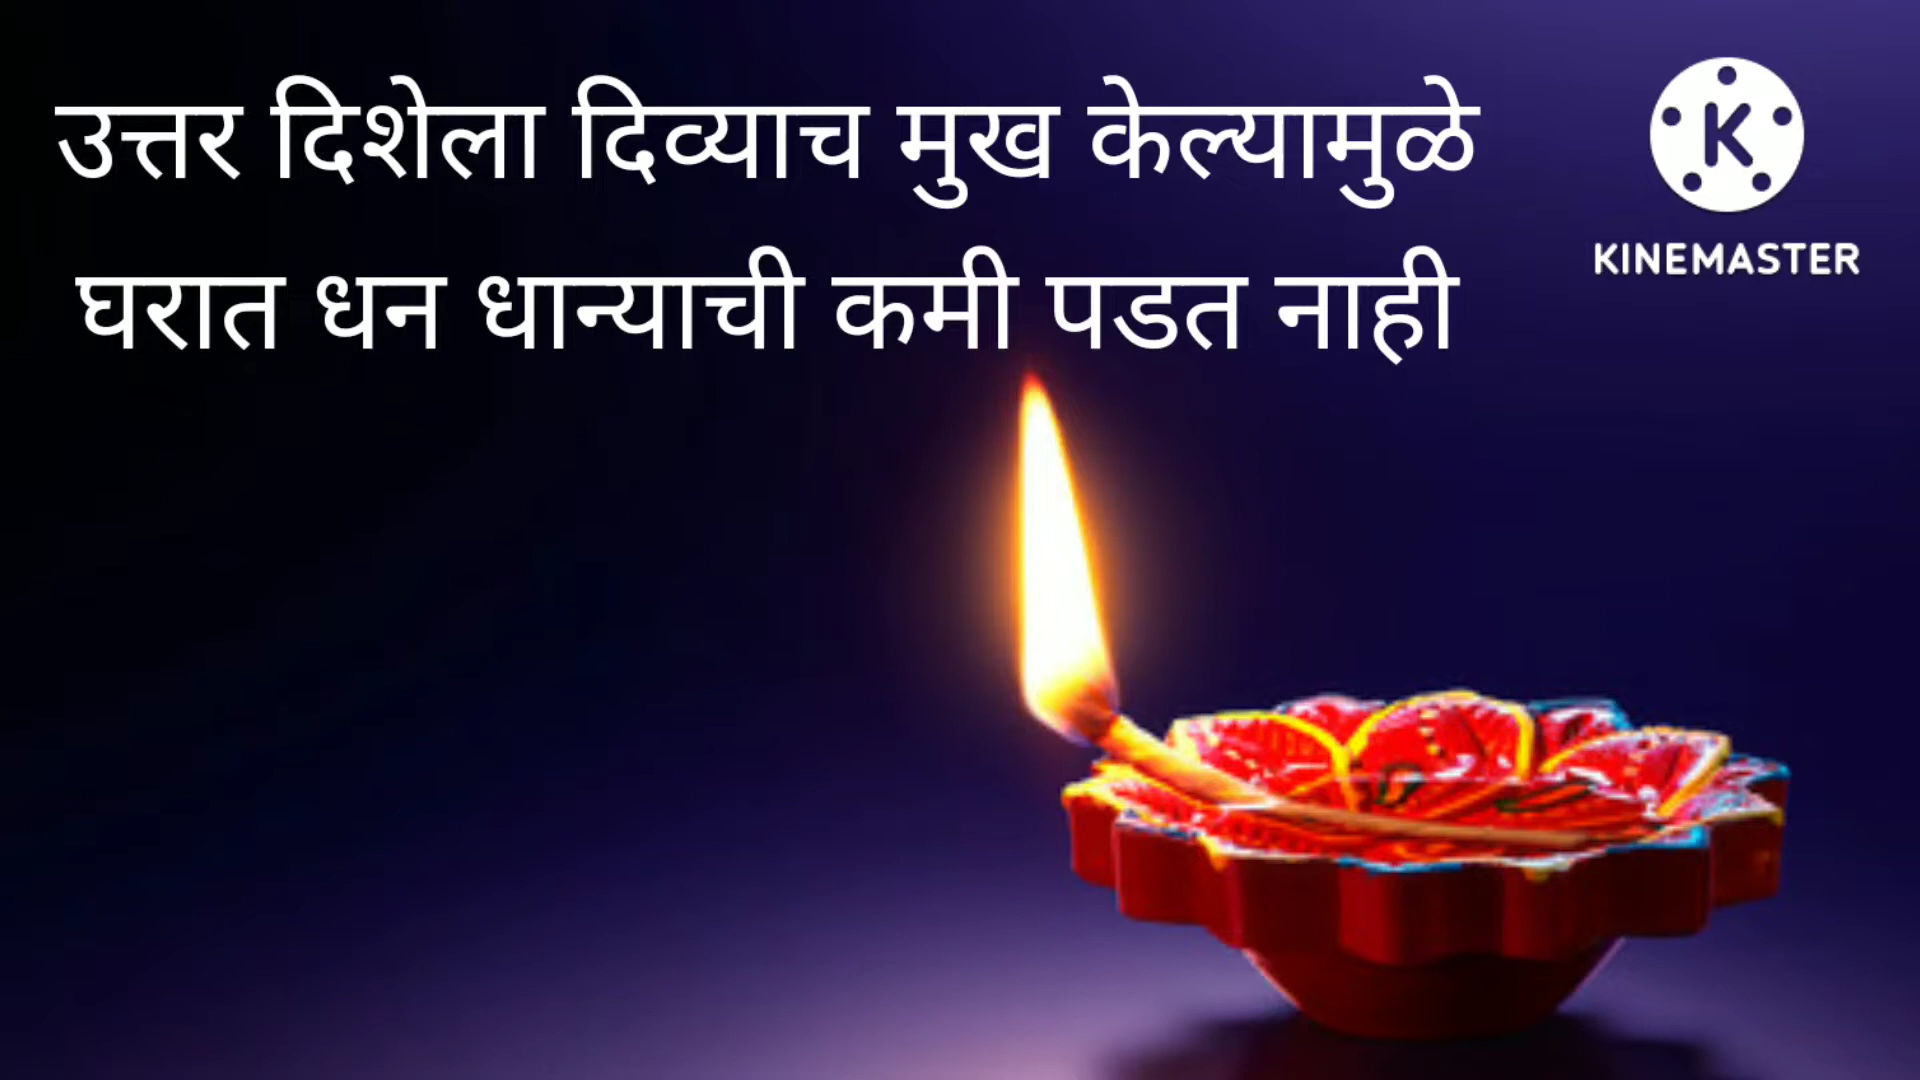 उत्तर दिशेला दिव्याच मुख केल्यामुळे
घरात धन धान्याची कमी पडत नाही
K
KINEMASTER